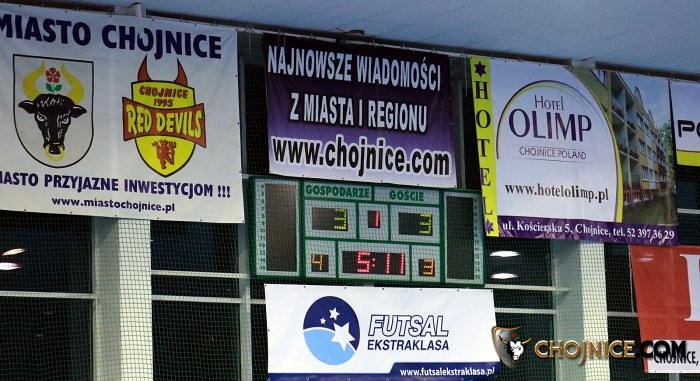 MIASTO CHOJNICE
CHOJNICE
1995
RED DEVILS
MIASTO PRZYJAZNE INWESTYCJOM !!!
www.miastochojnice.pl
NAJNOWSZE WIADOMOŚCI
Z MIASTA I REGIONU
www.chojnice.com
GOSPODARZE GOŚCIE
3 1 3
4 5:11 3
FUTSAL
EKSTRAKLASA
www.futsalekstraklasa.pl
HOTEL
Hotel
OLIMP
CHOJNICE POLAND
www.hotelolimp.pl
ul. Kościerska 5, Chojnice, tel. 52 397 36 29
CHOJNICE,
CHOJNICE.COM